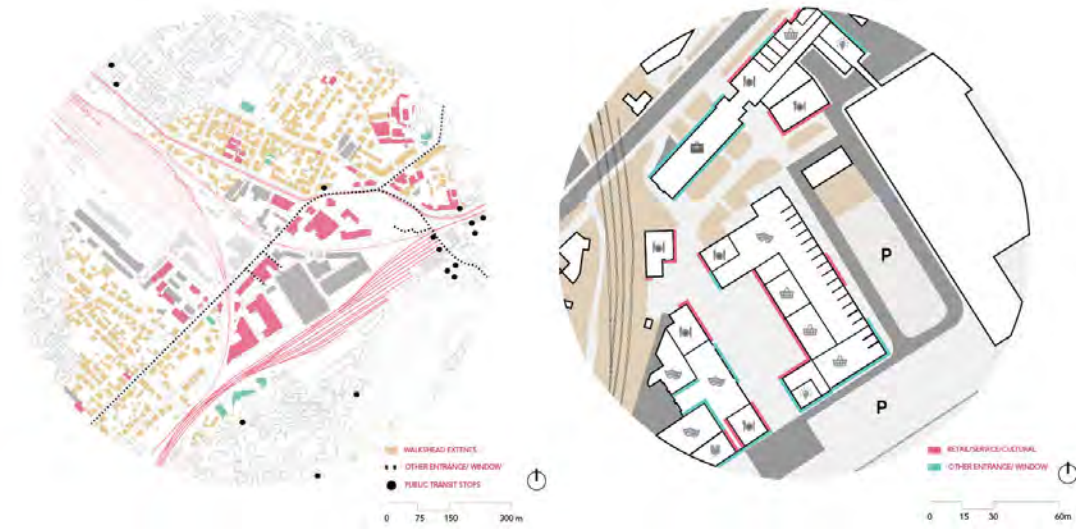 P
P
WALKSHEAD EXTENTS
OTHER ENTRANCE/ WINDOW
PUBLIC TRANSIT STOPS
0 75 150 300 m
RETAIL/SERVICE/CULTURAL
OTHER ENTRANCE/ WINDOW
0 15 30 60m